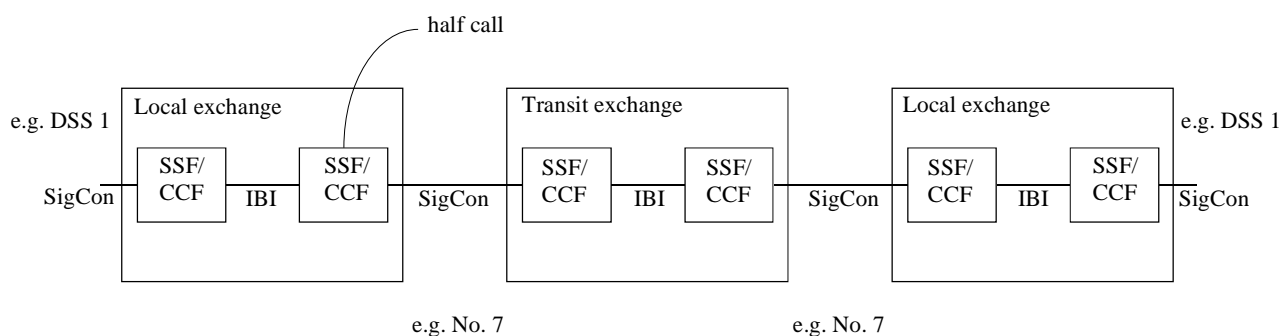 half call
Local exchange
Transit exchange
Local exchange
e.g. DSS 1
e.g. DSS 1
SSF/
CCF
SSF/
CCF
SSF/
CCF
SSF/
CCF
SSF/
CCF
SSF/
CCF
SigCon
IBI
SigCon
IBI
SigCon
IBI
SigCon
e.g. No. 7
e.g. No. 7